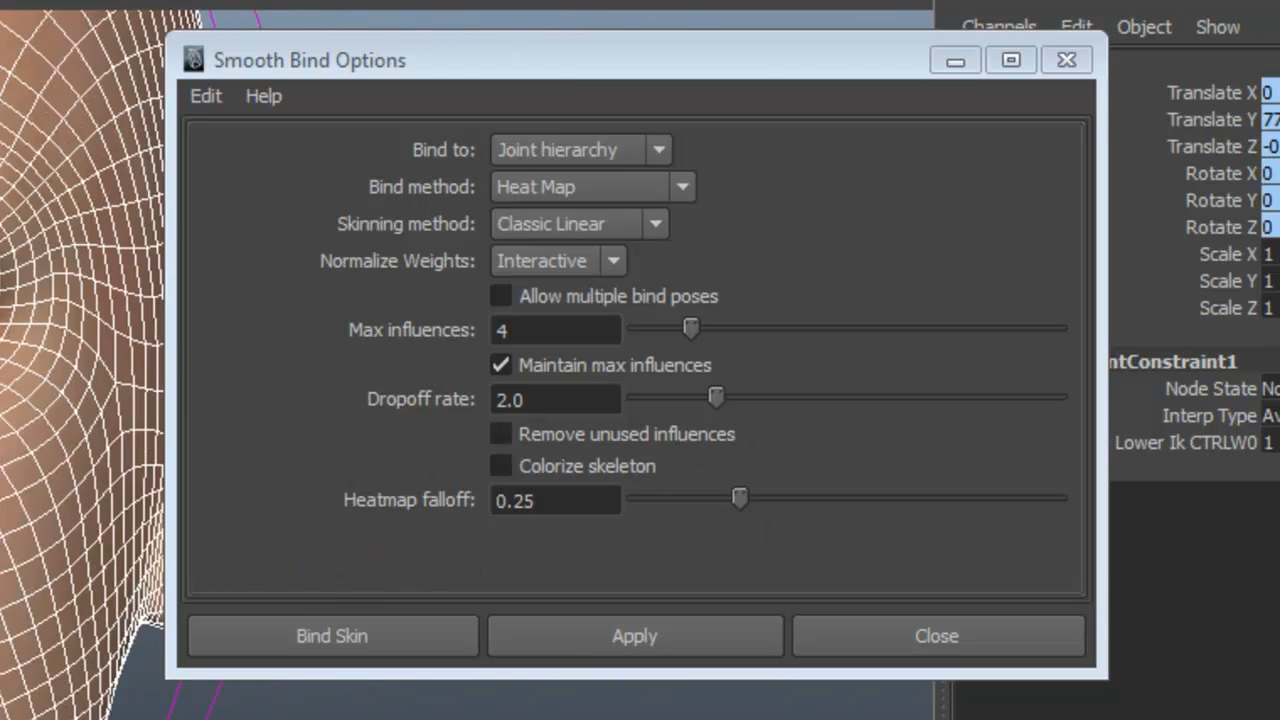 Channels Edit Object Show
Smooth Bind Options
Edit Help
Bind to: Joint hierarchy
Bind method: Heat Map
Skinning method: Classic Linear
Normalize Weights: Interactive
Allow multiple bind poses
Max influences: 4
Maintain max influences
Dropoff rate: 2.0
Remove unused influences
Colorize skeleton
Heatmap falloff: 0.25
Bind Skin Apply Close
Translate X 0
Translate Y 77
Translate Z -0
Rotate X 0
Rotate Y 0
Rotate Z 0
Scale X 1
Scale Y 1
Scale Z 1
ntConstraint1
Node State No
Interp Type Av
Lower Ik CTRLW0 1